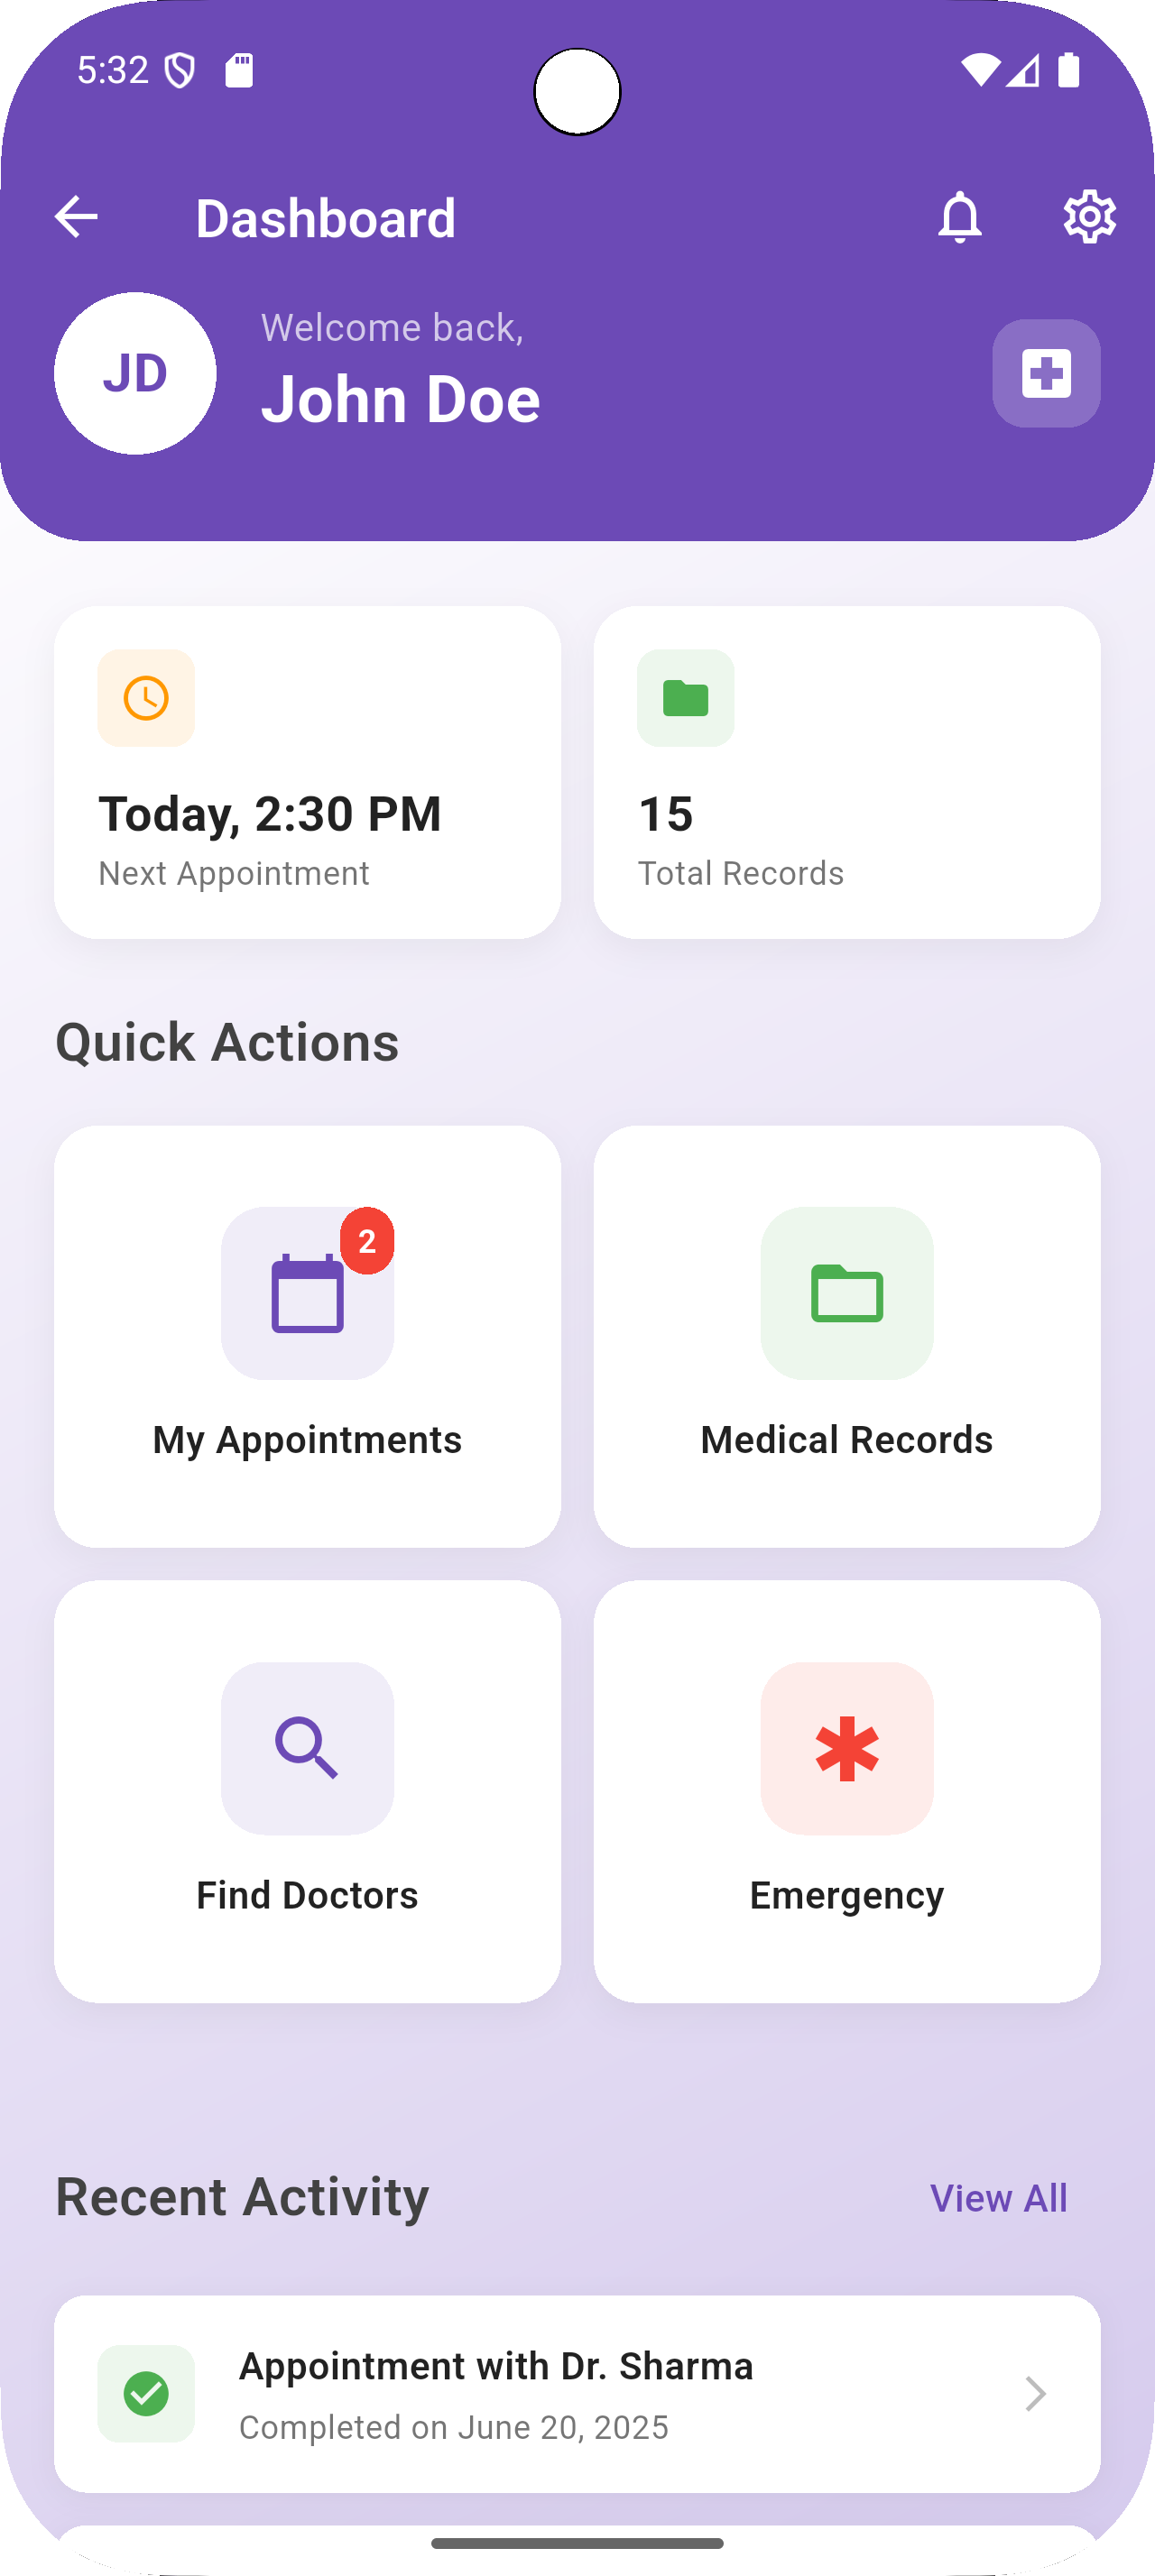 5:32
Dashboard
JD
Welcome back,
John Doe
Today, 2:30 PM
Next Appointment
15
Total Records
Quick Actions
2
My Appointments
Medical Records
Find Doctors
Emergency
Recent Activity
View All
Appointment with Dr. Sharma
Completed on June 20, 2025